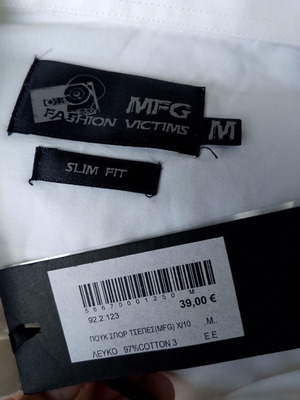 MFG
FASHION VICTIMS
M
SLIM FIT
56670001250 M
92.2.123
39,00 €
ΠΟΥΚ ΣΠΟΡ ΤΣΕΠΕΣ(MFG) Χ/10 .M..
ΛΕΥΚΟ 97%COTTON 3 E.E